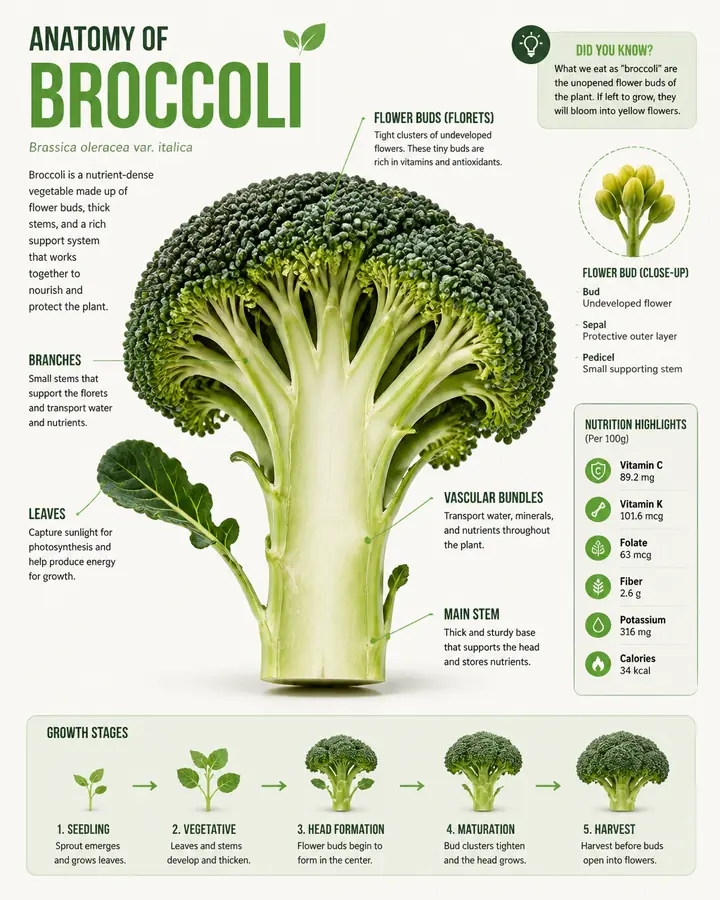 ANATOMY OF
BROCCOLI
Brassica oleracea var. italica
Broccoli is a nutrient-dense
vegetable made up of
flower buds, thick
stems, and a rich
support system
that works
together to
nourish and
protect the plant.
DID YOU KNOW?
What we eat as "broccoli" are
the unopened flower buds of
the plant. If left to grow, they
will bloom into yellow flowers.
FLOWER BUDS (FLORETS)
Tight clusters of undeveloped
flowers. These tiny buds are
rich in vitamins and antioxidants.
FLOWER BUD (CLOSE-UP)
Bud
Undeveloped flower
Sepal
Protective outer layer
Pedicel
Small supporting stem
BRANCHES
Small stems that
support the florets
and transport water
and nutrients.
LEAVES
Capture sunlight for
photosynthesis and
help produce energy
for growth.
VASCULAR BUNDLES
Transport water, minerals,
and nutrients throughout
the plant.
MAIN STEM
Thick and sturdy base
that supports the head
and stores nutrients.
NUTRITION HIGHLIGHTS
(Per 100g)
C
Vitamin C
89.2 mg
Vitamin K
101.6 mcg
Folate
63 mcg
Fiber
2.6 g
Potassium
316 mg
Calories
34 kcal
GROWTH STAGES
1. SEEDLING
Sprout emerges
and grows leaves.
2. VEGETATIVE
Leaves and stems
develop and thicken.
3. HEAD FORMATION
Flower buds begin to
form in the center.
4. MATURATION
Bud clusters tighten
and the head grows.
5. HARVEST
Harvest before buds
open into flowers.